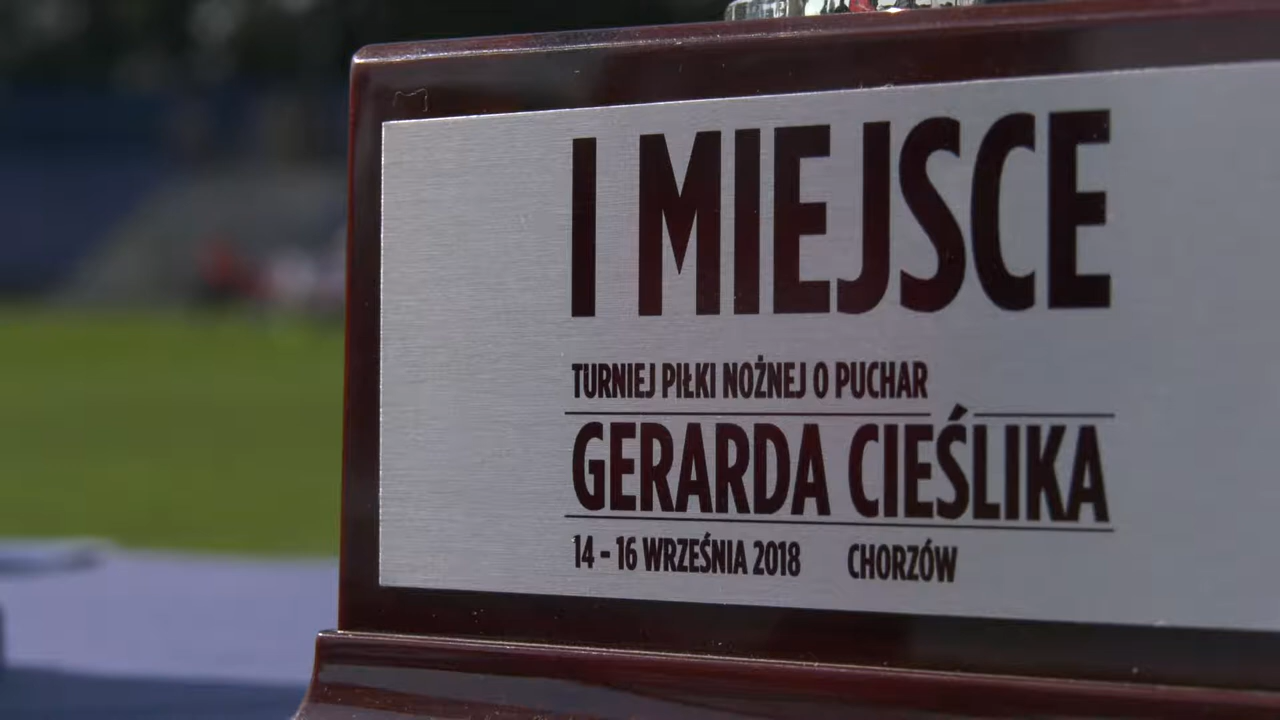 I MIEJSCE
TURNIEJ PIŁKI NOŻNEJ O PUCHAR
GERARDA CIEŚLIKA
14 - 16 WRZEŚNIA 2018 CHORZÓW